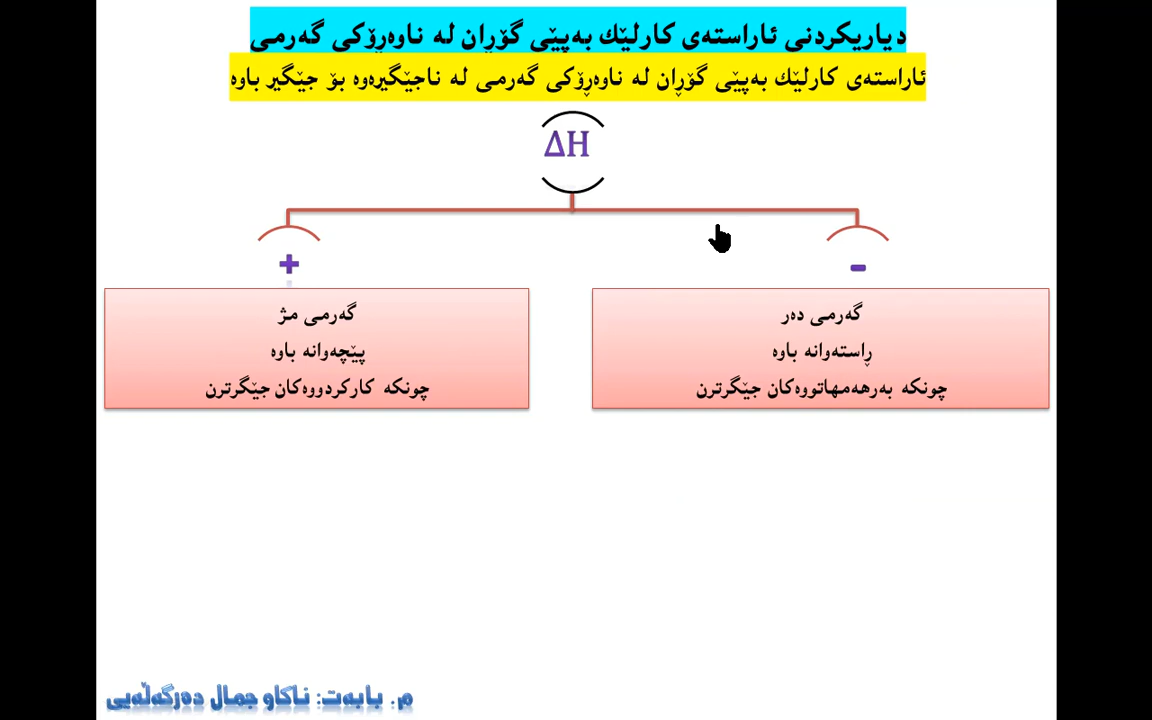 دیاریکردنی ئاراستەی کارلێك بەپێی گۆڕان لە ناوەڕۆکی گەرمی
ئاراستەی کارلێك بەپێی گۆڕان لە ناوەڕۆکی گەرمی لە ناجێگیرەوە بۆ جێگیر باوە
ΔH
-
گەرمی دەر
ڕاستەوانە باوە
چونکە بەرهەمهاتووەکان جێگرترن
+
گەرمی مژ
پێچەوانە باوە
چونکە کارکردووەکان جێگرترن
م. بابەت: ئاکاو جمال دەرگەڵەیی